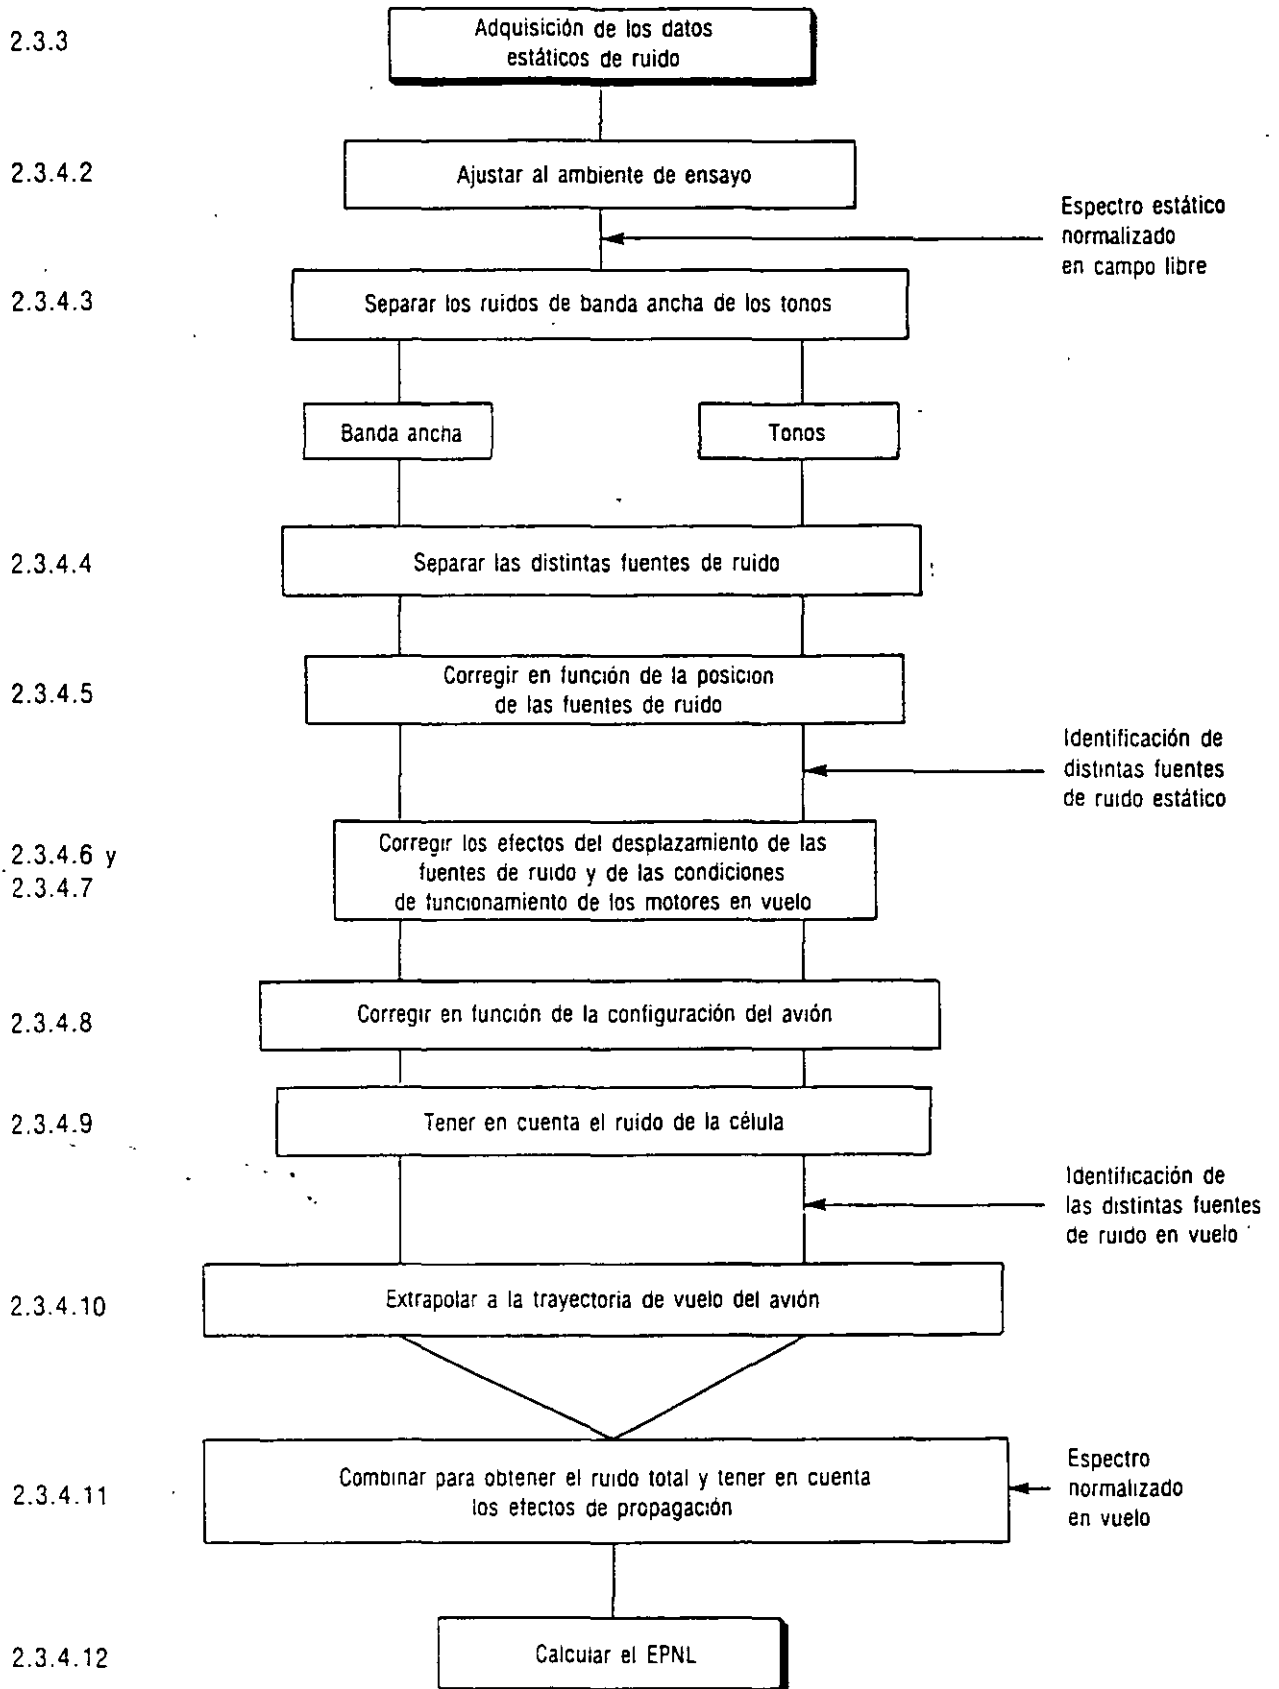 2.3.3
Adquisición de los datos
estáticos de ruido
2.3.4.2
Ajustar al ambiente de ensayo
Espectro estático
normalizado
en campo libre
2.3.4.3
Separar los ruidos de banda ancha de los tonos
Banda ancha
Tonos
2.3.4.4
Separar las distintas fuentes de ruido
2.3.4.5
Corregir en función de la posicion
de las fuentes de ruido
Identificación de
distintas fuentes
de ruido estático
2.3.4.6 y
2.3.4.7
Corregir los efectos del desplazamiento de las
fuentes de ruido y de las condiciones
de funcionamiento de los motores en vuelo
2.3.4.8
Corregir en función de la configuración del avión
2.3.4.9
Tener en cuenta el ruido de la célula
Identificación de
las distintas fuentes
de ruido en vuelo
2.3.4.10
Extrapolar a la trayectoria de vuelo del avión
2.3.4.11
Combinar para obtener el ruido total y tener en cuenta
los efectos de propagación
Espectro
normalizado
en vuelo
2.3.4.12
Calcular el EPNL